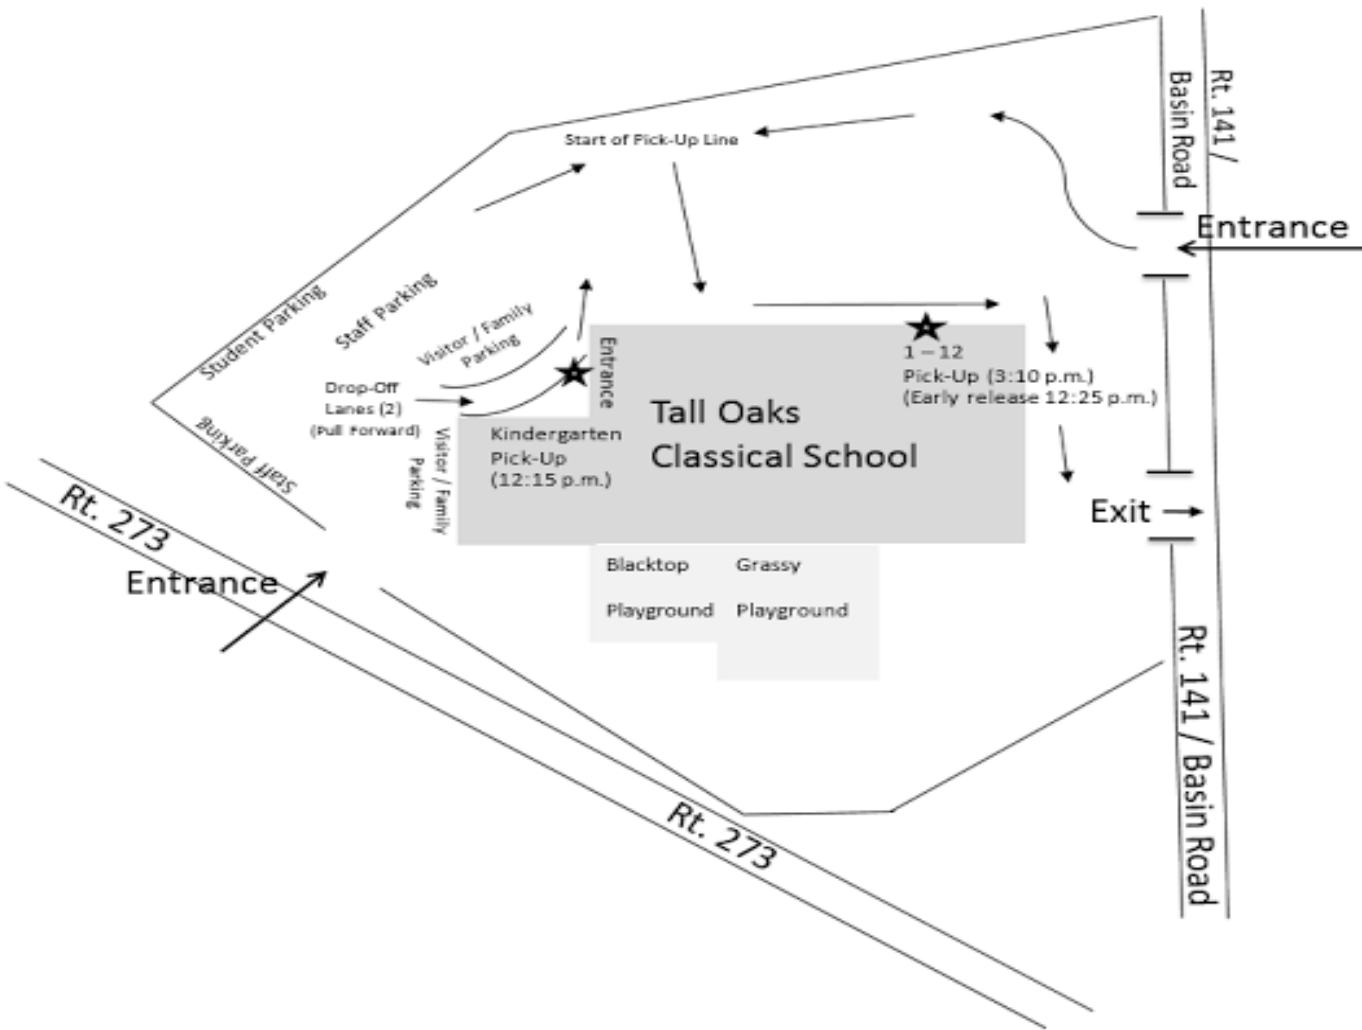 Rt. 141 /
Basin Road
Start of Pick-Up Line
Entrance
Student Parking
Staff Parking
Visitor / Family
Parking
Entrance
1 – 12
Pick-Up (3:10 p.m.)
(Early release 12:25 p.m.)
Drop-Off
Lanes (2)
(Pull Forward)
Tall Oaks
Classical School
Staff Parking
Visitor / Family
Parking
Kindergarten
Pick-Up
(12:15 p.m.)
Rt. 273
Exit
Entrance
Blacktop
Playground
Grassy
Playground
Rt. 141 / Basin Road
Rt. 273